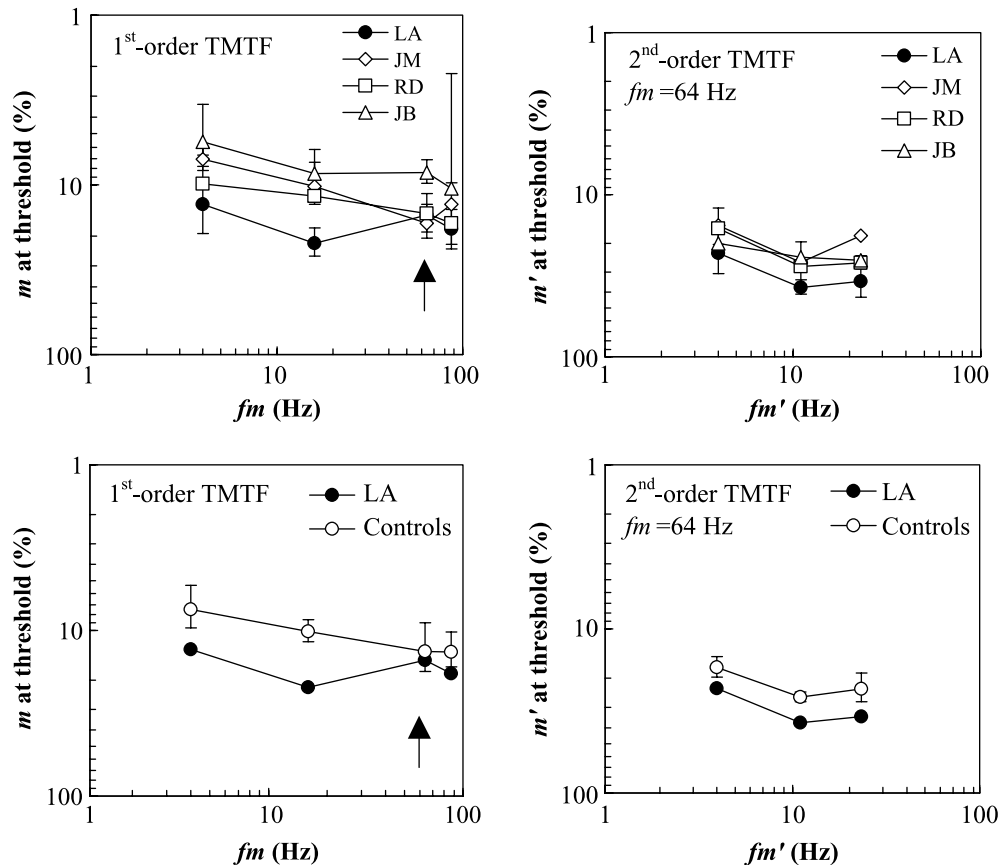 1st-order TMTF
LA
JM
RD
JB
1
10
100
m at threshold (%)
1 10 100
fm (Hz)
2nd-order TMTF
fm =64 Hz
LA
JM
RD
JB
1
10
100
m' at threshold (%)
1 10 100
fm' (Hz)
1st-order TMTF
LA
Controls
1
10
100
m at threshold (%)
1 10 100
fm (Hz)
2nd-order TMTF
fm =64 Hz
LA
Controls
1
10
100
m' at threshold (%)
1 10 100
fm' (Hz)